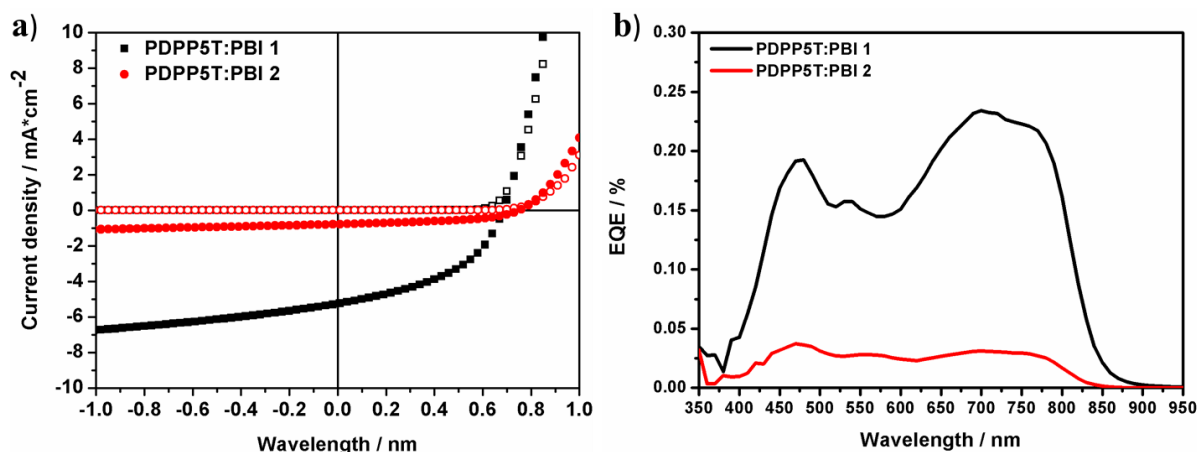 a)
PDPP5T:PBI 1
PDPP5T:PBI 2
Current density / mA*cm-2
10
8
6
4
2
0
-2
-4
-6
-8
-10
-1.0 -0.8 -0.6 -0.4 -0.2 0.0 0.2 0.4 0.6 0.8 1.0
Wavelength / nm
b)
PDPP5T:PBI 1
PDPP5T:PBI 2
EQE / %
0.30
0.25
0.20
0.15
0.10
0.05
0.00
350 400 450 500 550 600 650 700 750 800 850 900 950
Wavelength / nm